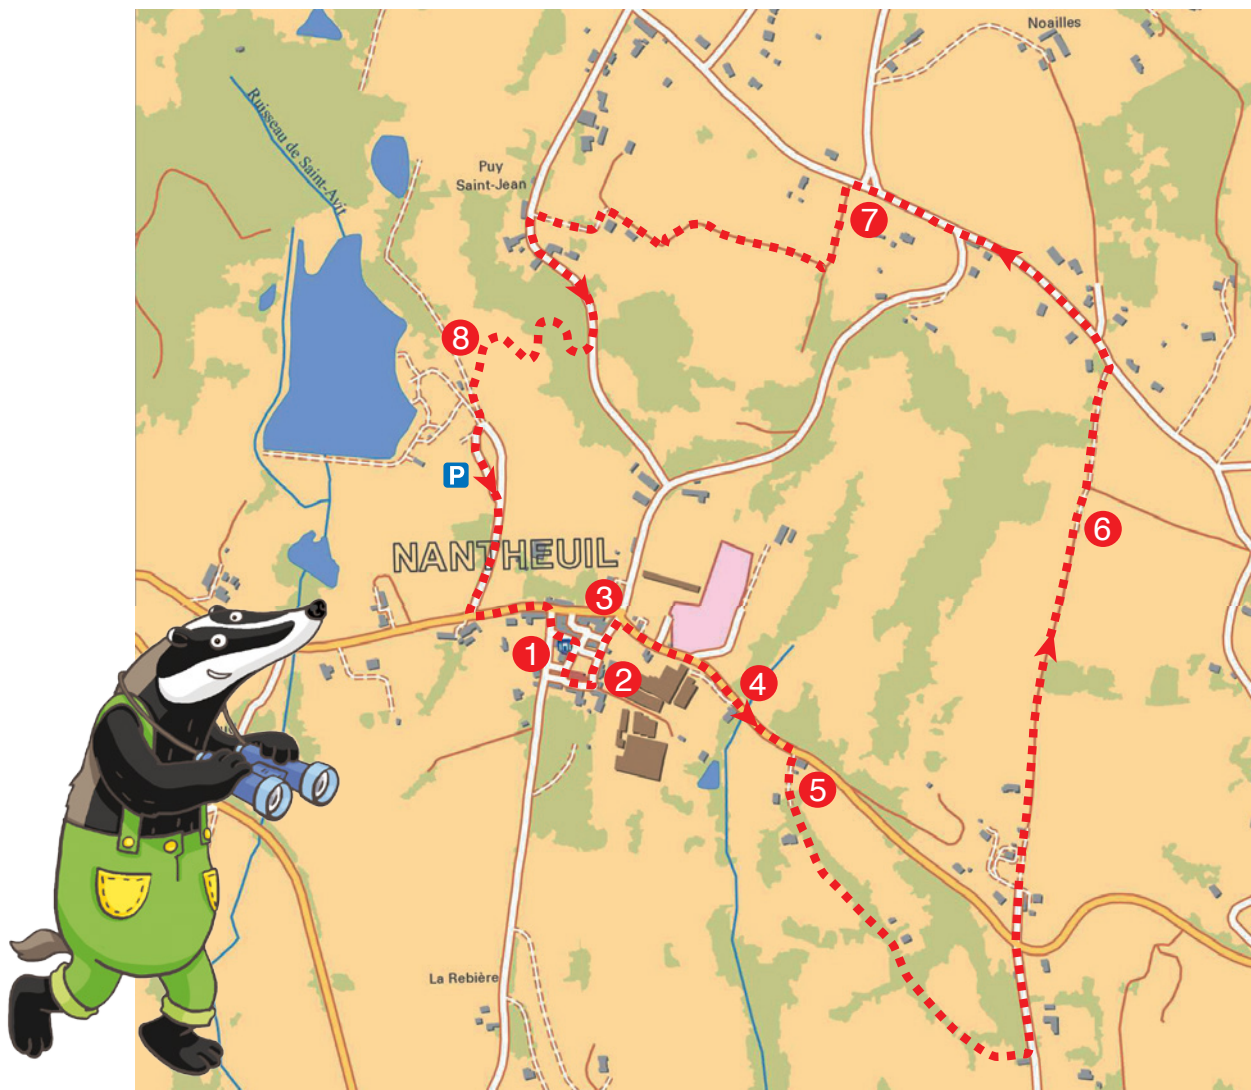 Noailles
Ruisseau de Saint-Avit
Puy
Saint-Jean
7
8
P
6
NANTHEUIL
3
1
2
4
5
La Rebière